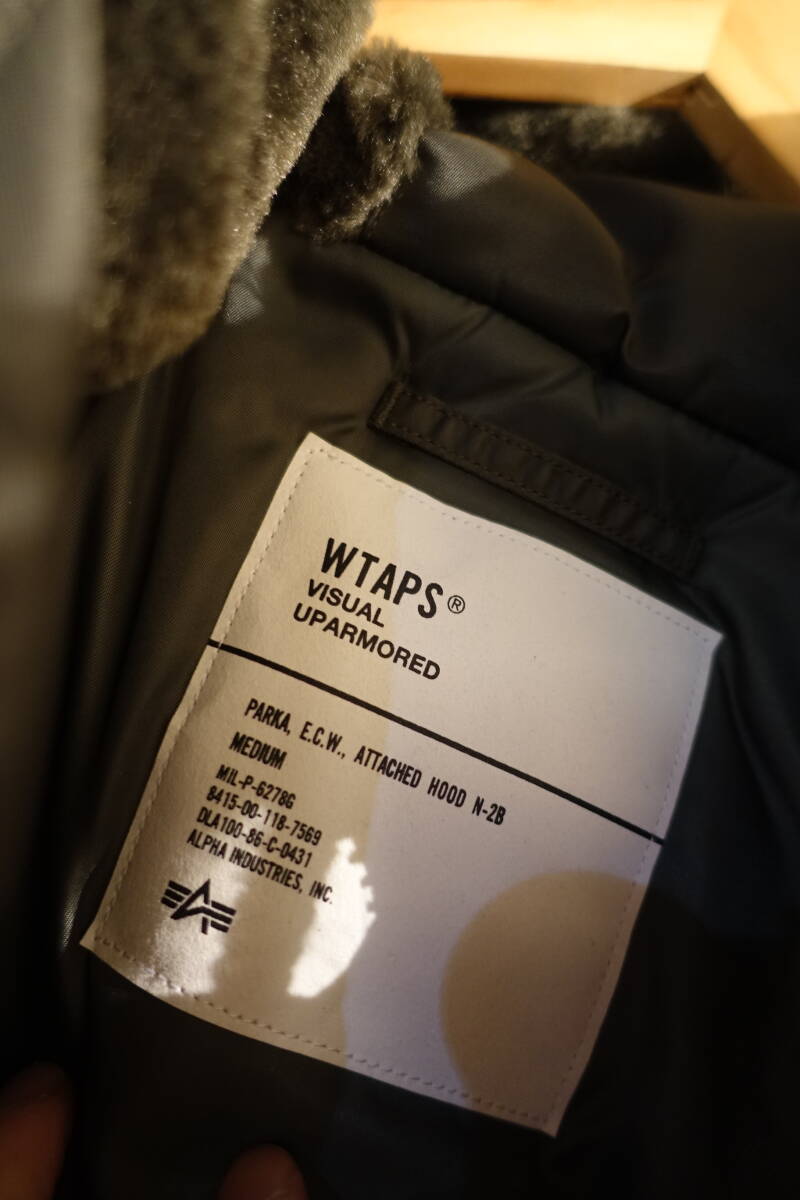 WTAPS®
VISUAL
UPARMORED
PARKA, E.C.W., ATTACHED HOOD N-2B
MEDIUM
MIL-P-6278G
8415-00-118-7569
DLA100-86-C-0431
ALPHA INDUSTRIES, INC.